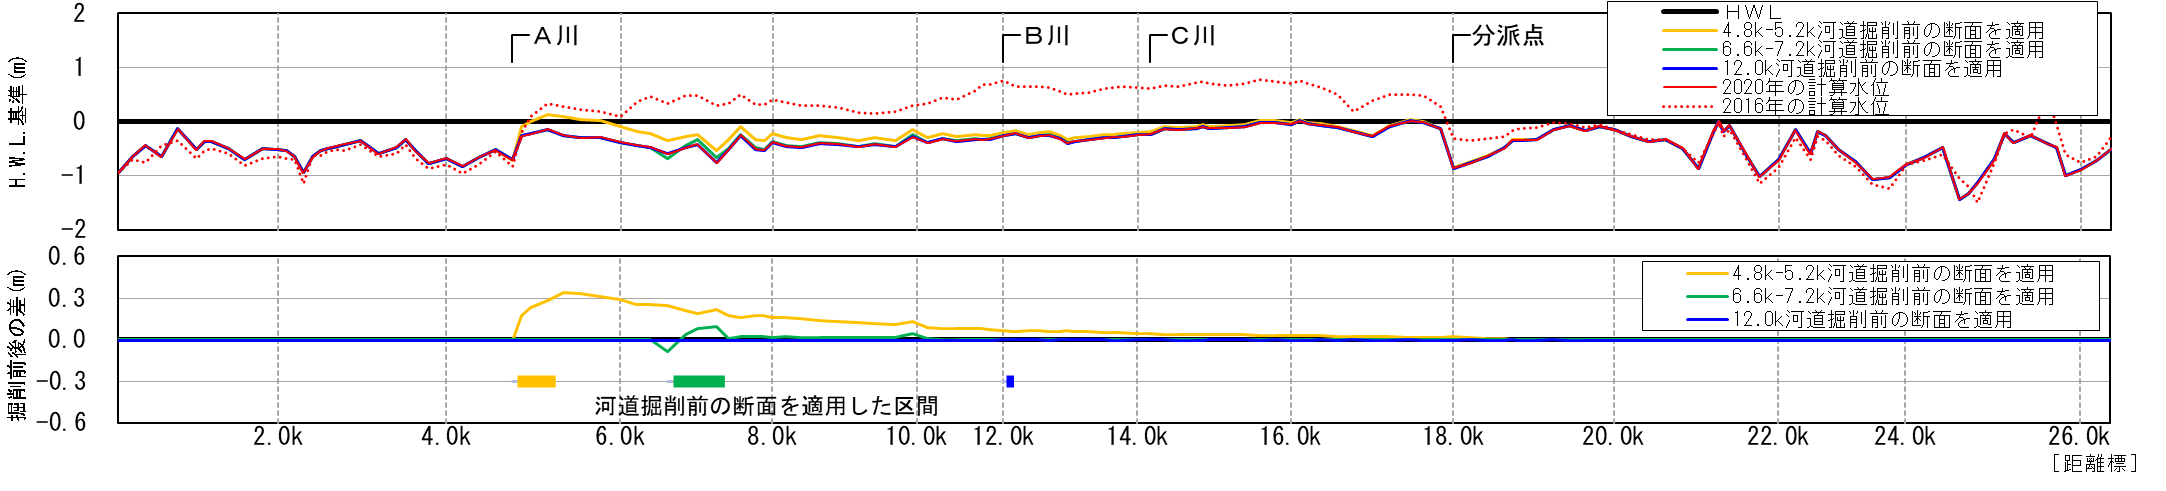 2
1
0
-1
-2
H.W.L.基準(m)
A川
B川
C川
分派点
HWL
4.8k-5.2k河道掘削前の断面を適用
6.6k-7.2k河道掘削前の断面を適用
12.0k河道掘削前の断面を適用
2020年の計算水位
2016年の計算水位
0.6
0.3
0.0
-0.3
-0.6
掘削前後の差(m)
4.8k-5.2k河道掘削前の断面を適用
6.6k-7.2k河道掘削前の断面を適用
12.0k河道掘削前の断面を適用
河道掘削前の断面を適用した区間
2.0k 4.0k 6.0k 8.0k 10.0k 12.0k 14.0k 16.0k 18.0k 20.0k 22.0k 24.0k 26.0k
[距離標]